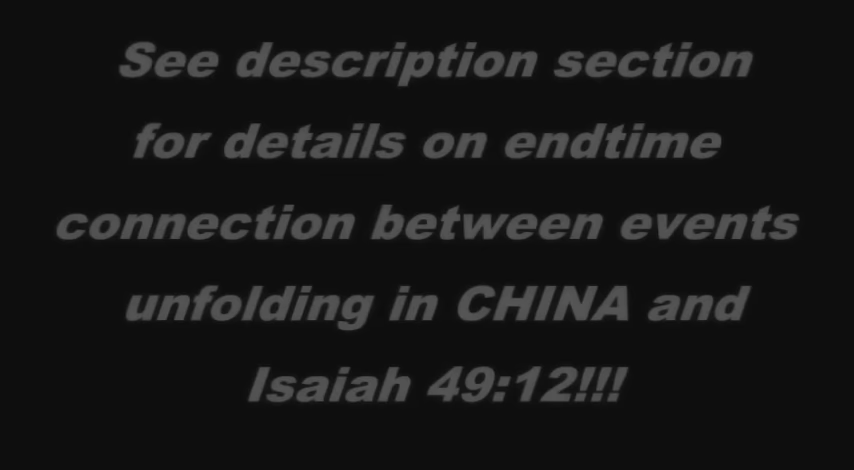 See description section
for details on endtime
connection between events
unfolding in CHINA and
Isaiah 49:12!!!